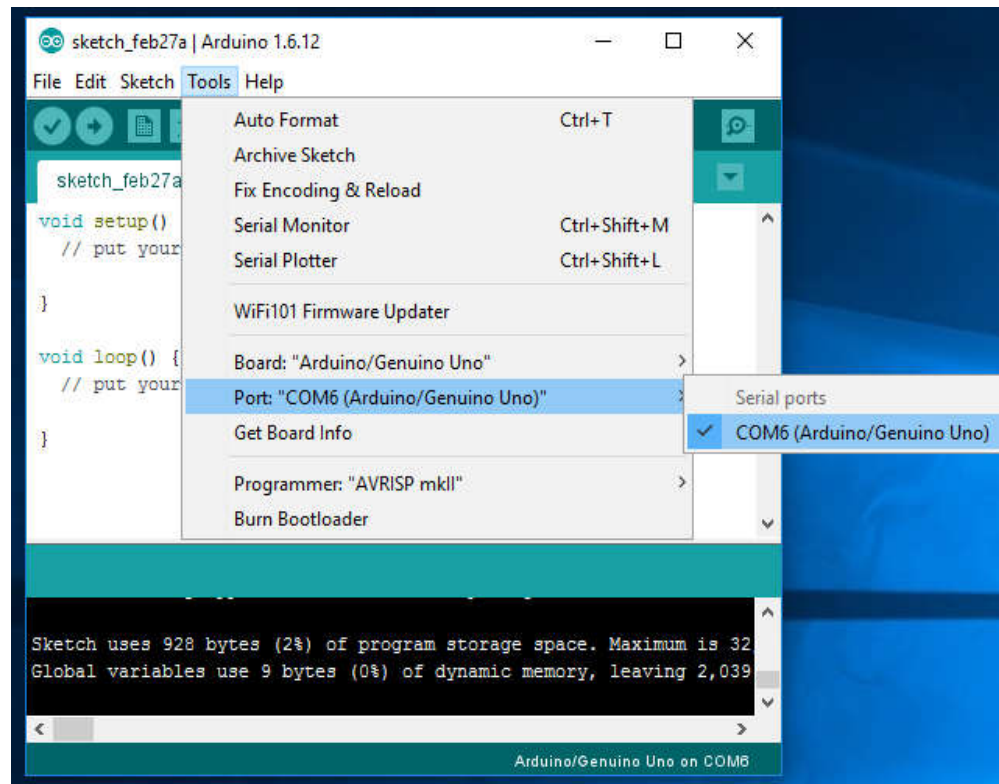 sketch_feb27a | Arduino 1.6.12
File Edit Sketch Tools Help
Auto Format Ctrl+T
Archive Sketch
sketch_feb27a
Fix Encoding & Reload
void setup()
Serial Monitor Ctrl+Shift+M
// put your
Serial Plotter Ctrl+Shift+L
}
WiFi101 Firmware Updater
void loop() {
Board: "Arduino/Genuino Uno"
// put your
Port: "COM6 (Arduino/Genuino Uno)"
Serial ports
Get Board Info
COM6 (Arduino/Genuino Uno)
}
Programmer: "AVRISP mkII"
Burn Bootloader
Sketch uses 928 bytes (2%) of program storage space. Maximum is 32
Global variables use 9 bytes (0%) of dynamic memory, leaving 2,039
Arduino/Genuino Uno on COM6